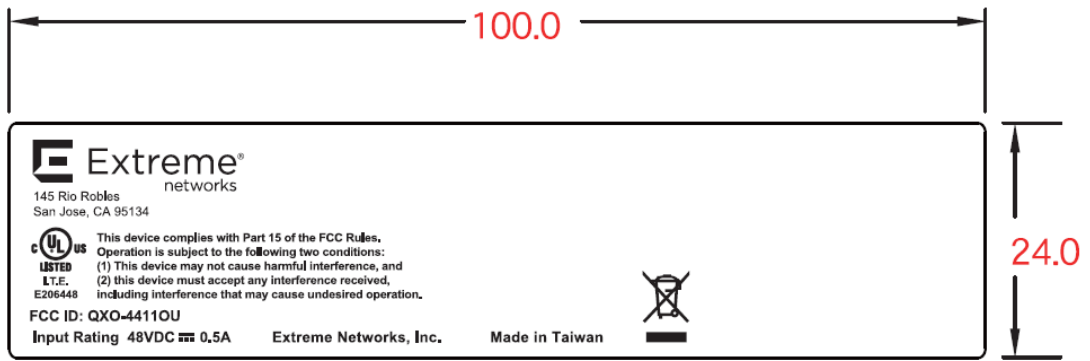 100.0
Extreme®
networks
145 Rio Robles
San Jose, CA 95134
24.0
C UL US
LISTED
I.T.E.
E206448
This device complies with Part 15 of the FCC Rules.
Operation is subject to the following two conditions:
(1) This device may not cause harmful interference, and
(2) this device must accept any interference received,
including interference that may cause undesired operation.
FCC ID: QXO-4411OU
Input Rating 48VDC ⎓ 0.5A Extreme Networks, Inc. Made in Taiwan